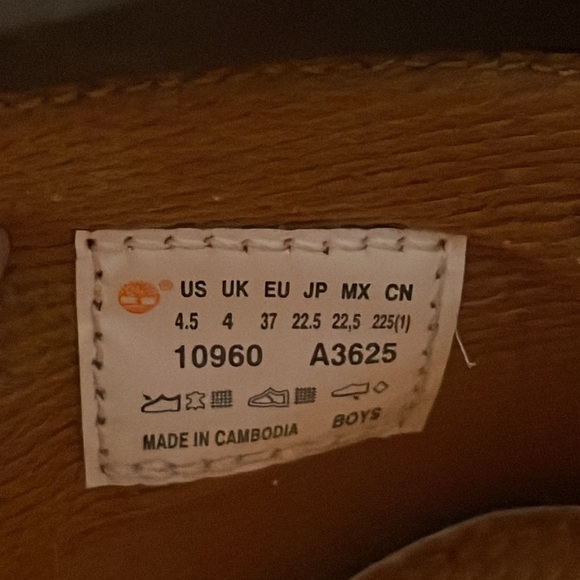 ® US UK EU JP MX CN
4.5 4 37 22.5 22,5 225(1)
10960 A3625
MADE IN CAMBODIA BOYS